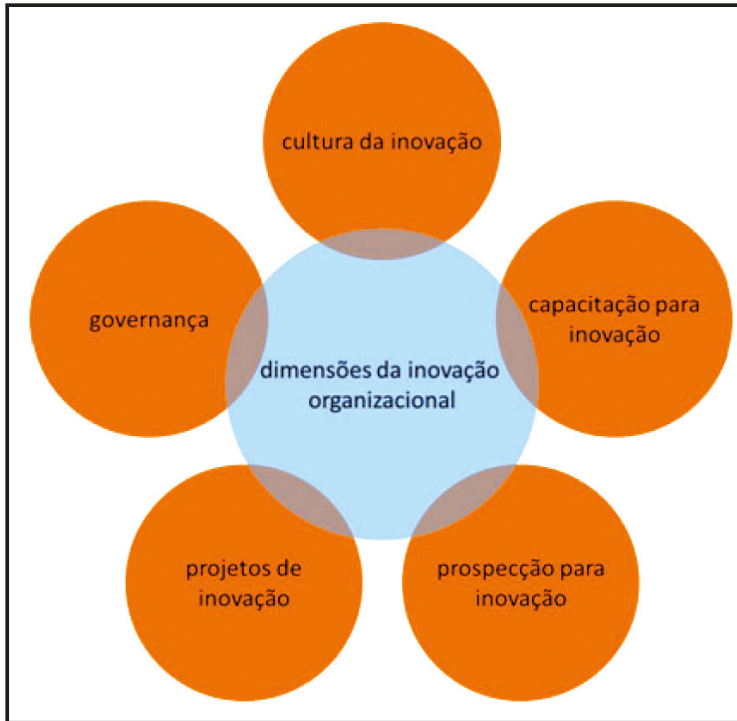 cultura da inovação
governança
capacitação para
inovação
dimensões da inovação
organizacional
projetos de
inovação
prospecção para
inovação